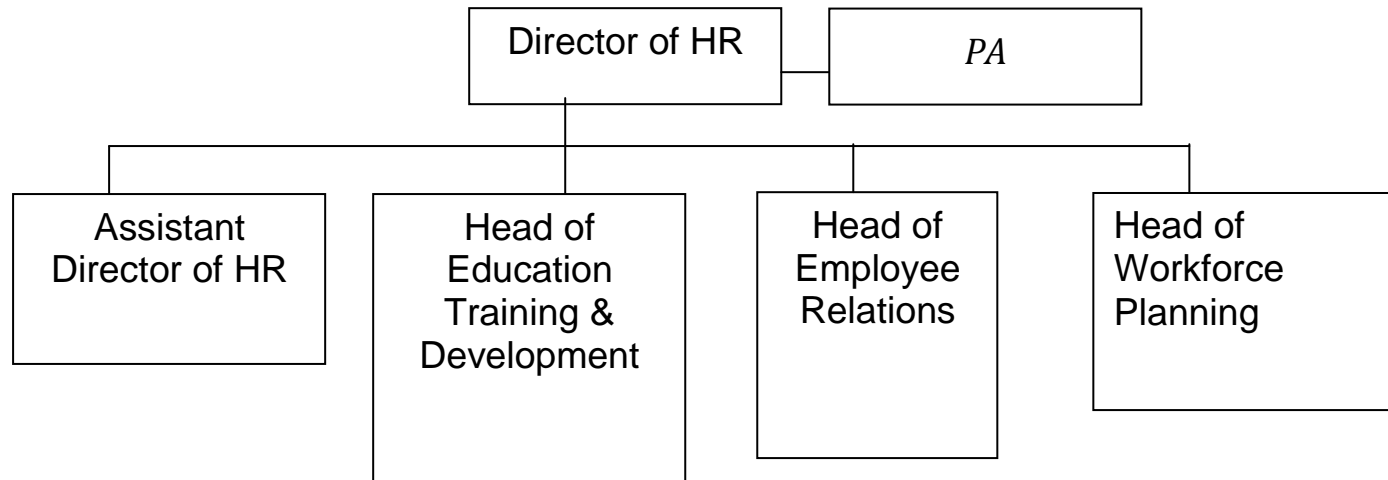 Director of HR
PA
Assistant
Director of HR
Head of
Education
Training &
Development
Head of
Employee
Relations
Head of
Workforce
Planning